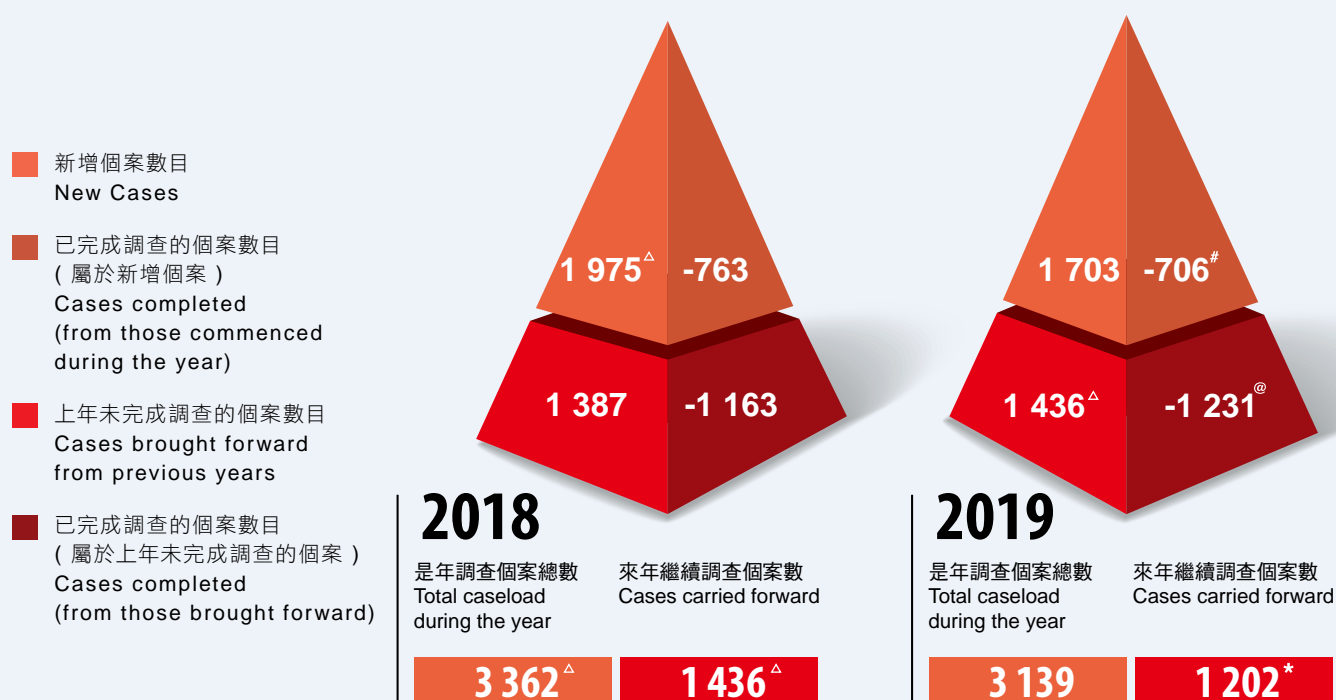 新增個案數目
New Cases
已完成調查的個案數目
( 屬於新增個案 )
Cases completed
(from those commenced
during the year)
上年未完成調查的個案數目
Cases brought forward
from previous years
已完成調查的個案數目
( 屬於上年未完成調查的個案 )
Cases completed
(from those brought forward)
1 975△ -763
1 387 -1 163
2018
是年調查個案總數
Total caseload
during the year
3 362△
來年繼續調查個案數
Cases carried forward
1 436△
1 703 -706#
1 436△ -1 231@
2019
是年調查個案總數
Total caseload
during the year
3 139
來年繼續調查個案數
Cases carried forward
1 202*